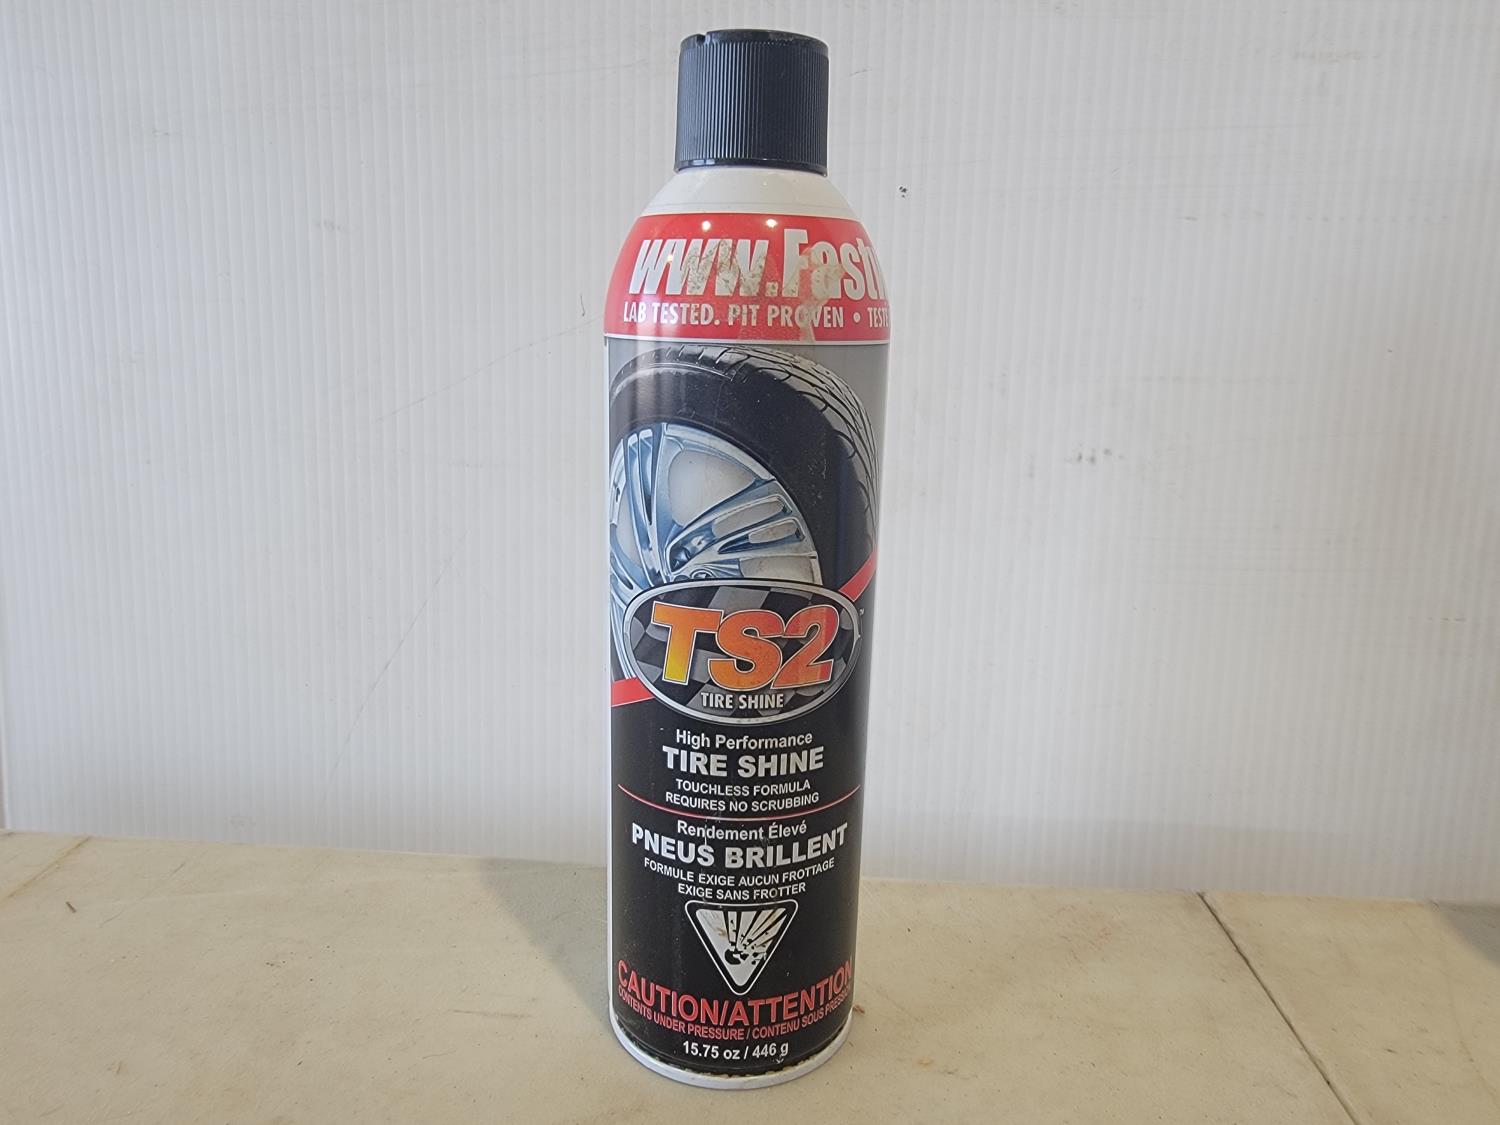 www.Fast
LAB TESTED. PIT PROVEN • TESTE
TS2
TM
TIRE SHINE
High Performance
TIRE SHINE
TOUCHLESS FORMULA
REQUIRES NO SCRUBBING
Rendement Élevé
PNEUS BRILLENT
FORMULE EXIGE AUCUN FROTTAGE
EXIGE SANS FROTTER
CAUTION/ATTENTION
CONTENTS UNDER PRESSURE / CONTENU SOUS PRESSION
15.75 oz / 446 g